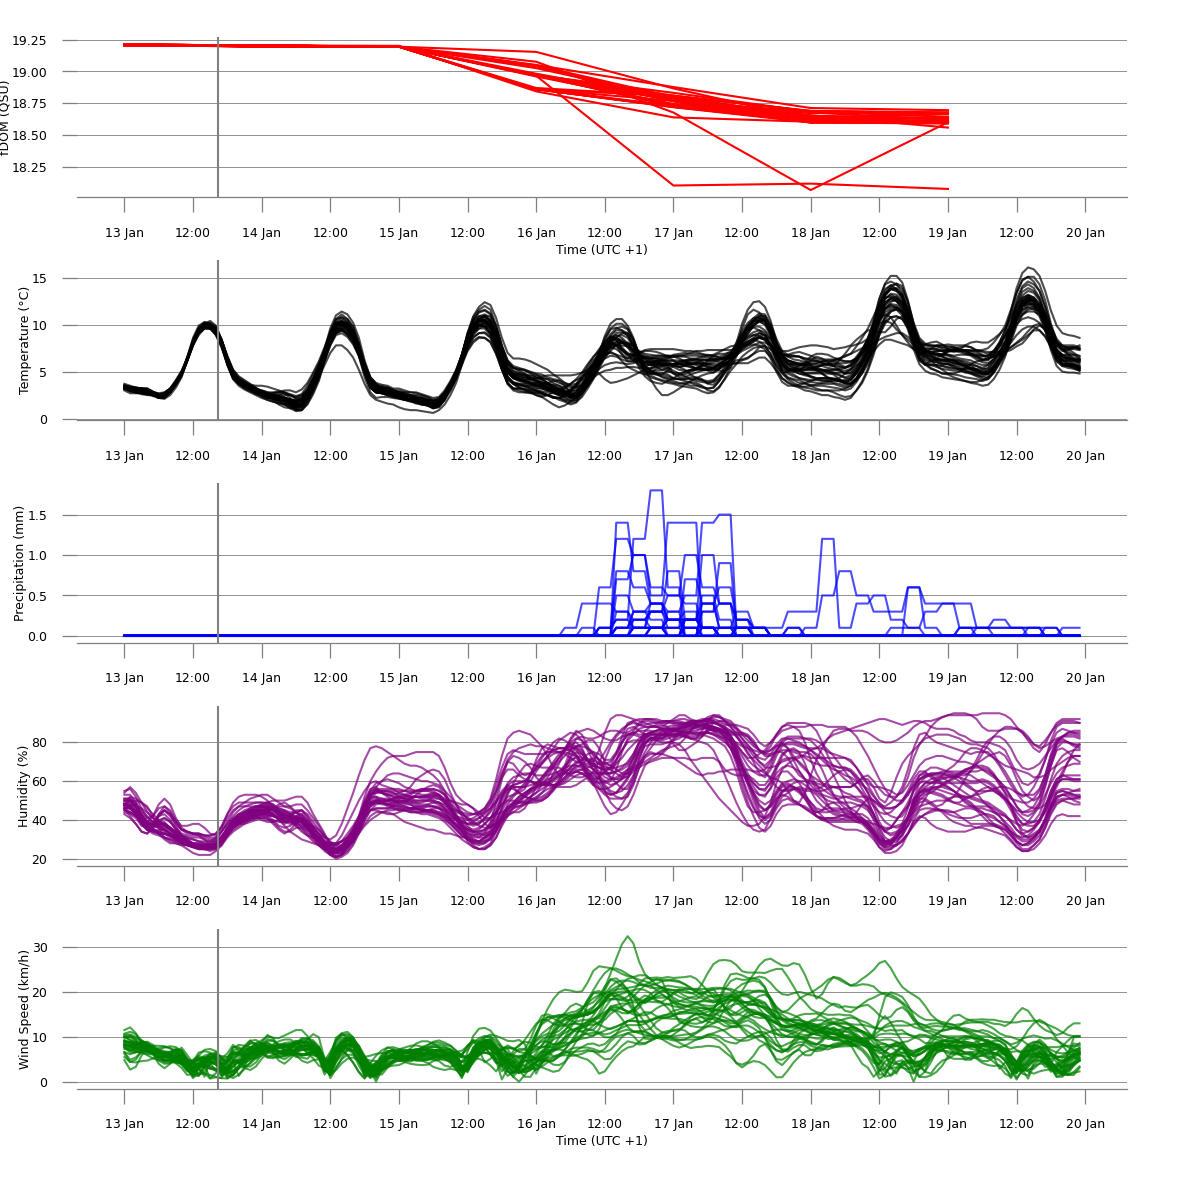 19.25
19.00
18.75
18.50
18.25
fDOM (QSU)
13 Jan 12:00 14 Jan 12:00 15 Jan 12:00 16 Jan 12:00 17 Jan 12:00 18 Jan 12:00 19 Jan 12:00 20 Jan
Time (UTC +1)
15
10
5
0
Temperature (°C)
13 Jan 12:00 14 Jan 12:00 15 Jan 12:00 16 Jan 12:00 17 Jan 12:00 18 Jan 12:00 19 Jan 12:00 20 Jan
1.5
1.0
0.5
0.0
Precipitation (mm)
13 Jan 12:00 14 Jan 12:00 15 Jan 12:00 16 Jan 12:00 17 Jan 12:00 18 Jan 12:00 19 Jan 12:00 20 Jan
80
60
40
20
Humidity (%)
13 Jan 12:00 14 Jan 12:00 15 Jan 12:00 16 Jan 12:00 17 Jan 12:00 18 Jan 12:00 19 Jan 12:00 20 Jan
30
20
10
0
Wind Speed (km/h)
13 Jan 12:00 14 Jan 12:00 15 Jan 12:00 16 Jan 12:00 17 Jan 12:00 18 Jan 12:00 19 Jan 12:00 20 Jan
Time (UTC +1)